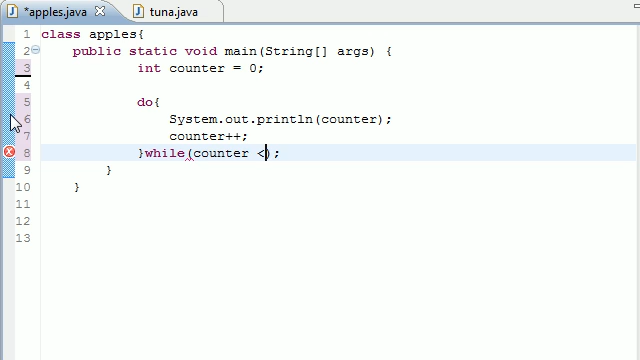 *apples.java tuna.java
1 class apples{
2 public static void main(String[] args) {
3 int counter = 0;
4
5 do{
6 System.out.println(counter);
7 counter++;
8 }while(counter <);
9 }
10 }
11
12
13